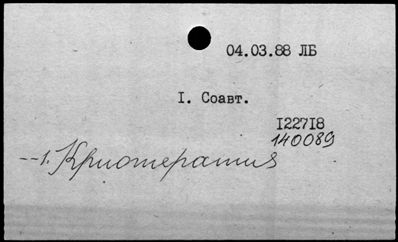 04.03.88 ЛБ
I. Соавт.
I227I8
140089
--1. Криотерапия